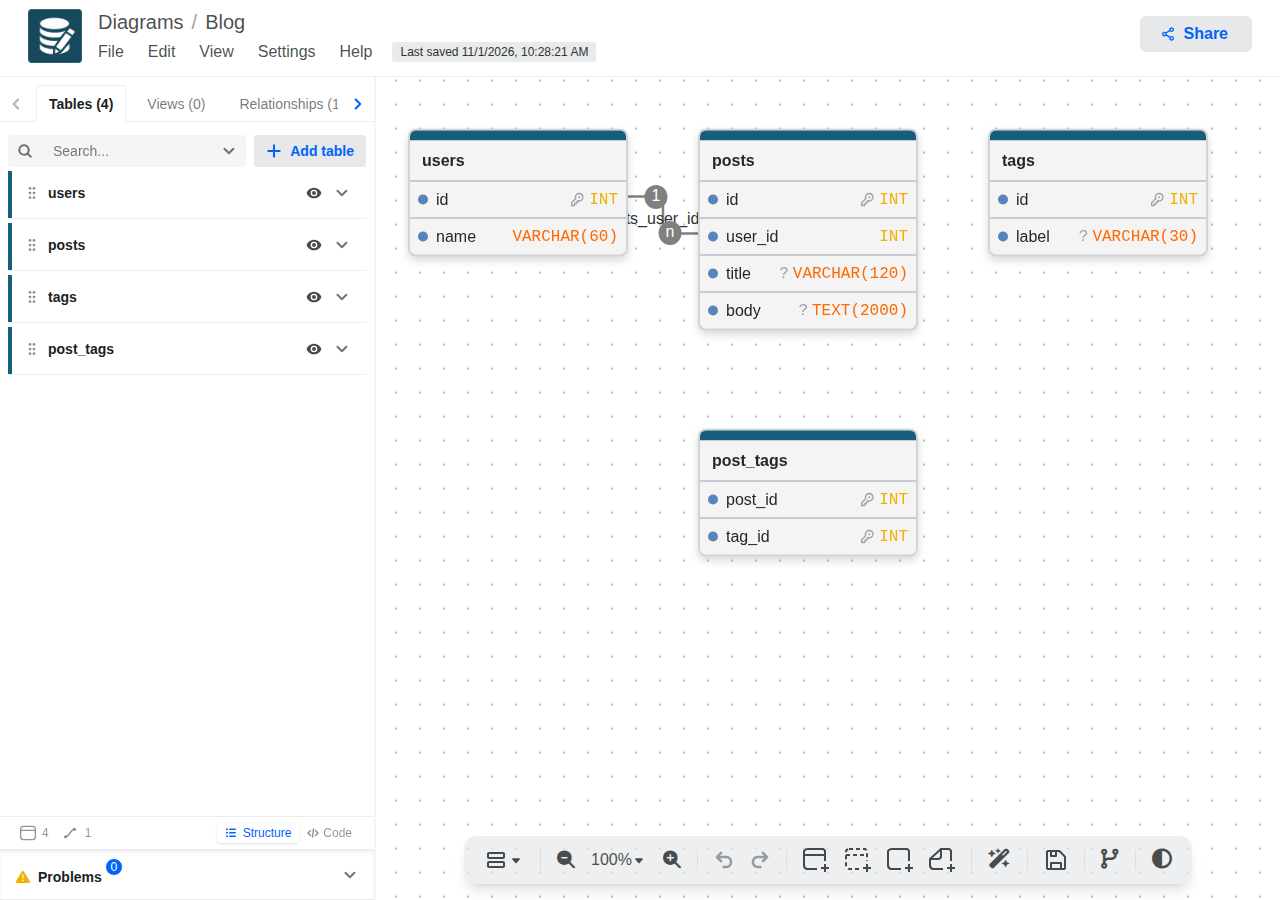 Diagrams / Blog
File Edit View Settings Help Last saved 11/1/2026, 10:28:21 AM
Share
Tables (4) Views (0) Relationships (1
Search... Add table
users
posts
tags
post_tags
4 1 Structure Code
Problems 0
users
id INT
name VARCHAR(60)
1
ts_user_id
n
posts
id INT
user_id INT
title ? VARCHAR(120)
body ? TEXT(2000)
tags
id INT
label ? VARCHAR(30)
post_tags
post_id INT
tag_id INT
100%